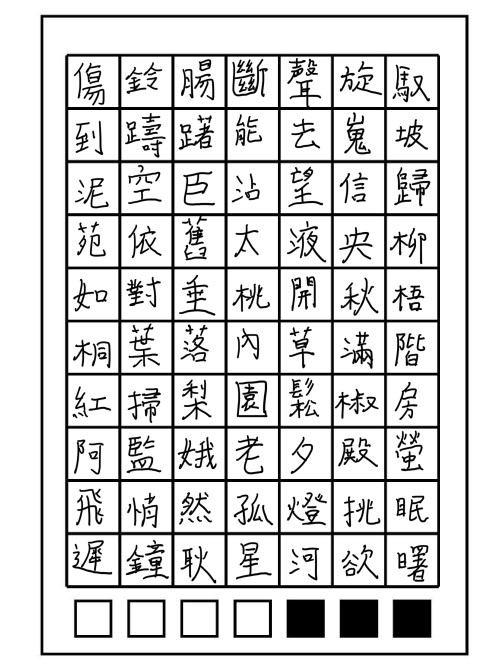 傷鈴腸斷聲旋馭
到躊躇能去嵬坡
泥空臣沾望信歸
苑依舊太液央柳
如對垂桃開秋梧
桐葉落內草滿階
紅掃梨園鬆椒房
阿監娥老夕殿螢
飛悄然孤燈挑眠
遲鐘耿星河欲曙